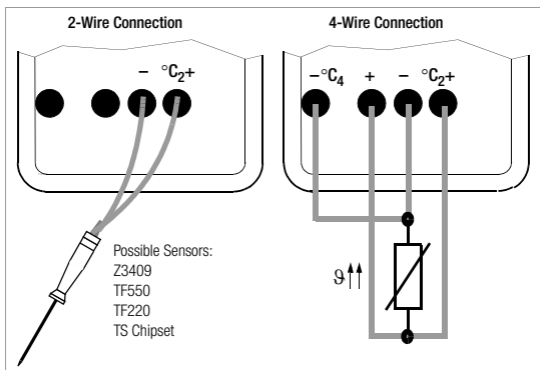 2-Wire Connection
− °C2+
Possible Sensors:
Z3409
TF550
TF220
TS Chipset
4-Wire Connection
−°C4 + − °C2+
ϑ↑↑